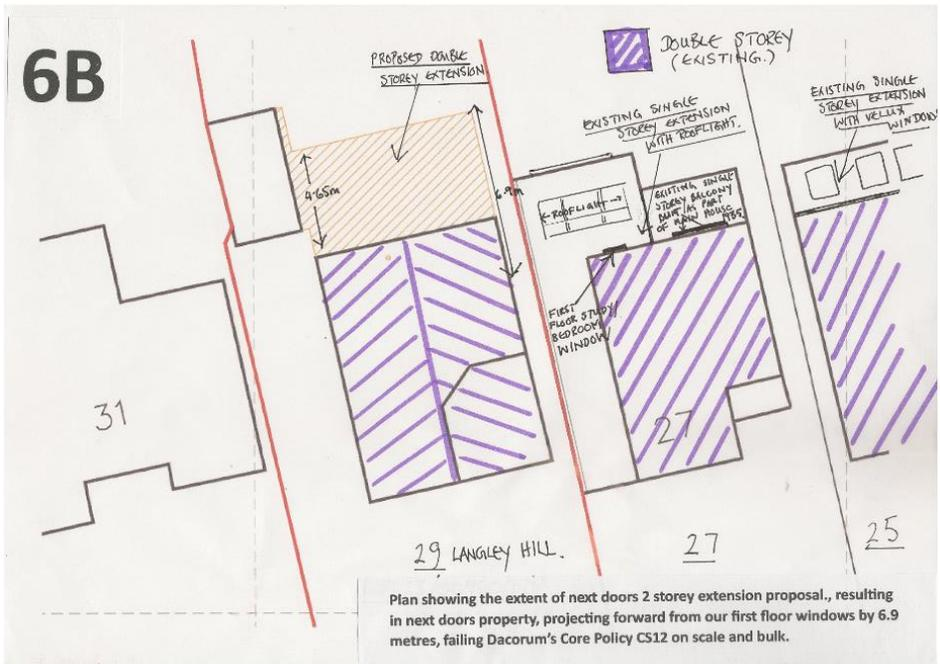 6B
PROPOSED DOUBLE
STOREY EXTENSION
DOUBLE STOREY
(EXISTING.)
EXISTING SINGLE
STOREY EXTENSION
WITH ROOFLIGHT.
EXISTING SINGLE
STOREY EXTENSION
WITH VELUX
WINDOWS
4.65m
6.9m
←ROOFLIGHT→
EXISTING SINGLE
STOREY BALCONY
BUILT AS PART
OF MAIN HOUSE
1985.
FIRST
FLOOR STUDY/
BEDROOM
WINDOW
31
27
29 LANGLEY HILL.
27
25
Plan showing the extent of next doors 2 storey extension proposal., resulting
in next doors property, projecting forward from our first floor windows by 6.9
metres, failing Dacorum's Core Policy CS12 on scale and bulk.